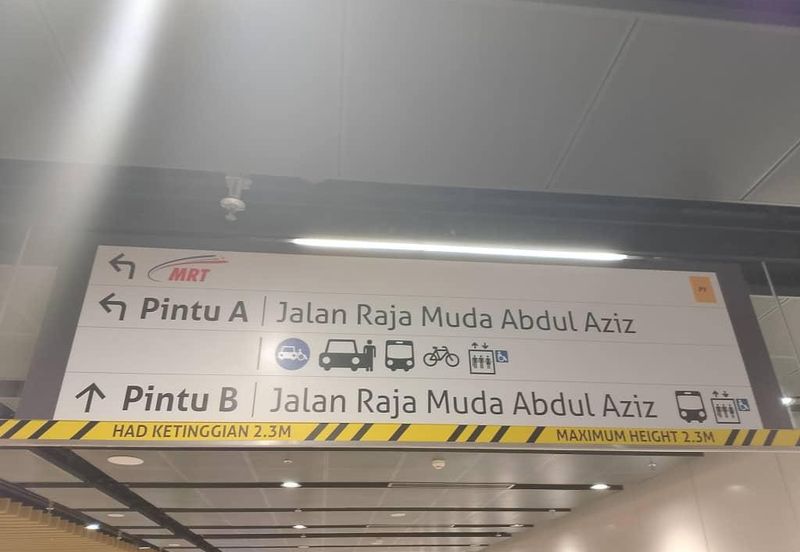 MRT
PY
Pintu A Jalan Raja Muda Abdul Aziz
Pintu B Jalan Raja Muda Abdul Aziz
HAD KETINGGIAN 2.3M MAXIMUM HEIGHT 2.3M